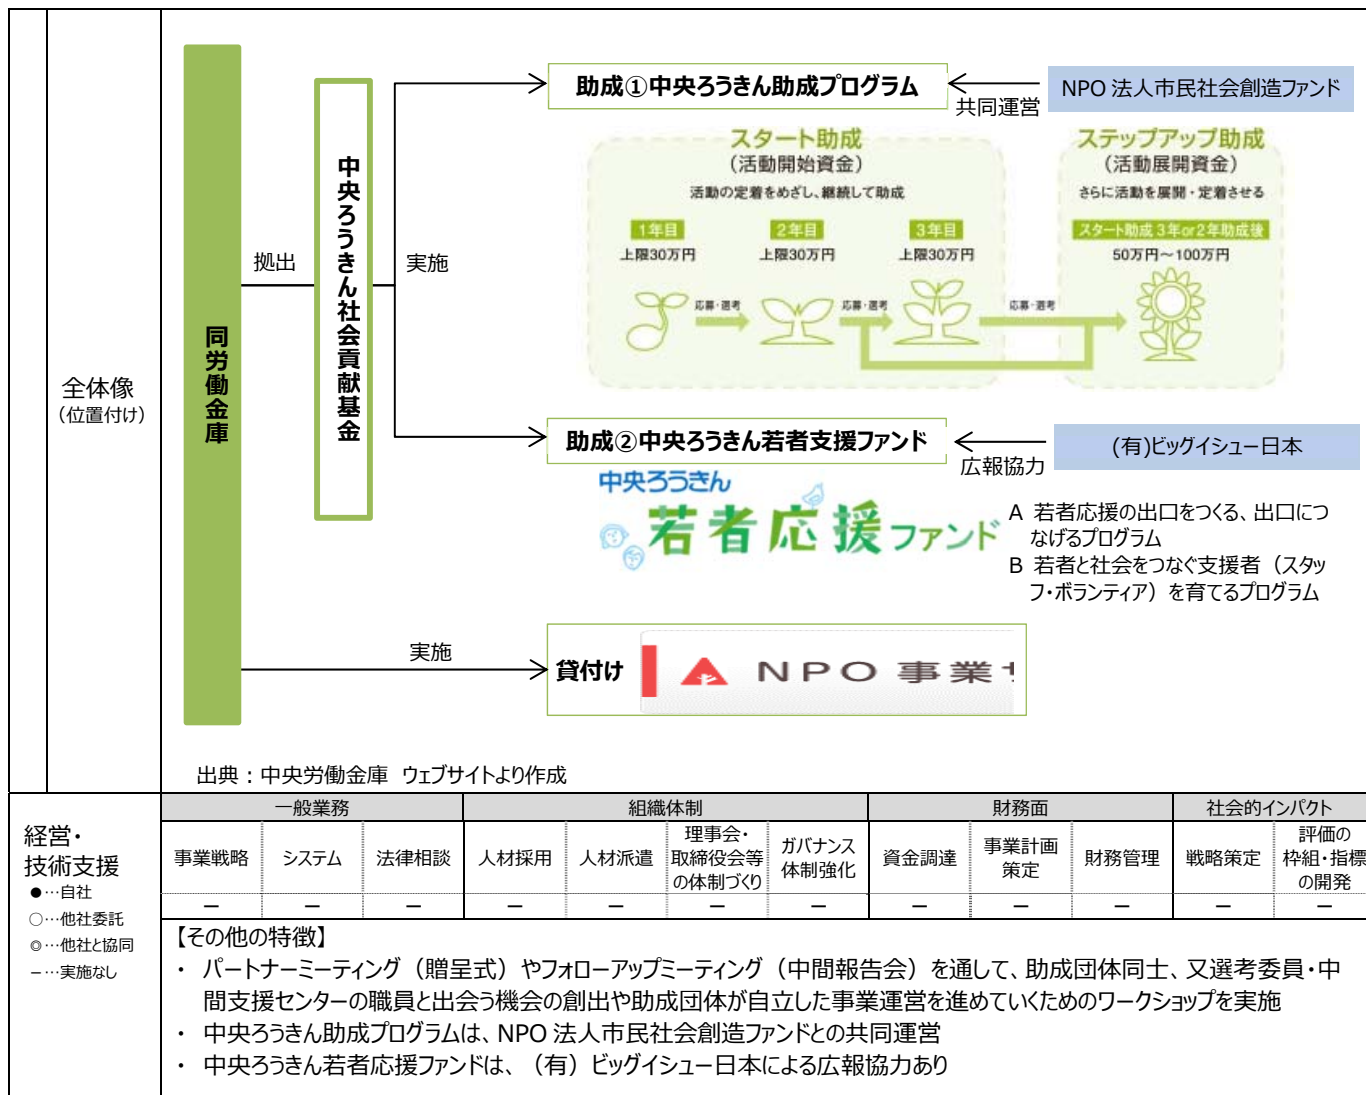 全体像
（位置付け）
同労働金庫
拠出
中央ろうきん社会貢献基金
実施
助成①中央ろうきん助成プログラム
共同運営
NPO 法人市民社会創造ファンド
スタート助成
（活動開始資金）
活動の定着をめざし、継続して助成
1年目
上限30万円
2年目
上限30万円
3年目
上限30万円
応募・選考
応募・選考
応募・選考
ステップアップ助成
（活動展開資金）
さらに活動を展開・定着させる
スタート助成 3年or2年助成後
50万円～100万円
助成②中央ろうきん若者支援ファンド
広報協力
(有)ビッグイシュー日本
中央ろうきん
若者応援ファンド
A 若者応援の出口をつくる、出口につ
なげるプログラム
B 若者と社会をつなぐ支援者（スタッ
フ・ボランティア）を育てるプログラム
実施
貸付け
NPO 事業
出典：中央労働金庫 ウェブサイトより作成
経営・
技術支援
●…自社
○…他社委託
◎…他社と協同
－…実施なし
一般業務 組織体制 財務面 社会的インパクト
事業戦略 システム 法律相談 人材採用 人材派遣 理事会・取締役会等の体制づくり ガバナンス体制強化 資金調達 事業計画策定 財務管理 戦略策定 評価の枠組・指標の開発
－ － － － － － － － － － － －
【その他の特徴】
・ パートナーミーティング（贈呈式）やフォローアップミーティング（中間報告会）を通して、助成団体同士、又選考委員・中
間支援センターの職員と出会う機会の創出や助成団体が自立した事業運営を進めていくためのワークショップを実施
・ 中央ろうきん助成プログラムは、NPO 法人市民社会創造ファンドとの共同運営
・ 中央ろうきん若者応援ファンドは、（有）ビッグイシュー日本による広報協力あり